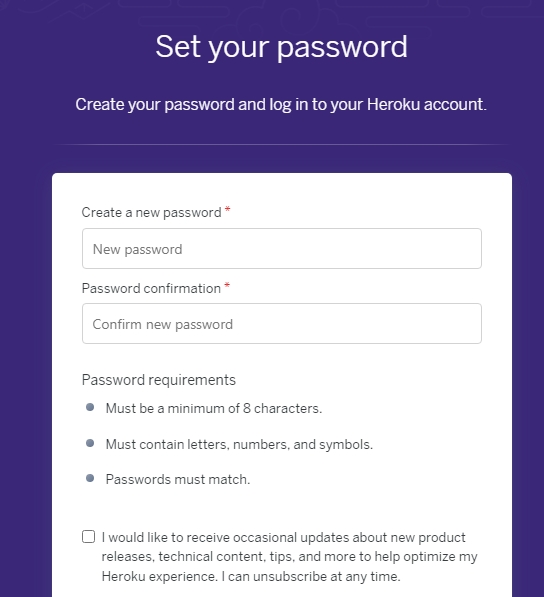 Set your password
Create your password and log in to your Heroku account.
Create a new password *
New password
Password confirmation *
Confirm new password
Password requirements
Must be a minimum of 8 characters.
Must contain letters, numbers, and symbols.
Passwords must match.
I would like to receive occasional updates about new product
releases, technical content, tips, and more to help optimize my
Heroku experience. I can unsubscribe at any time.